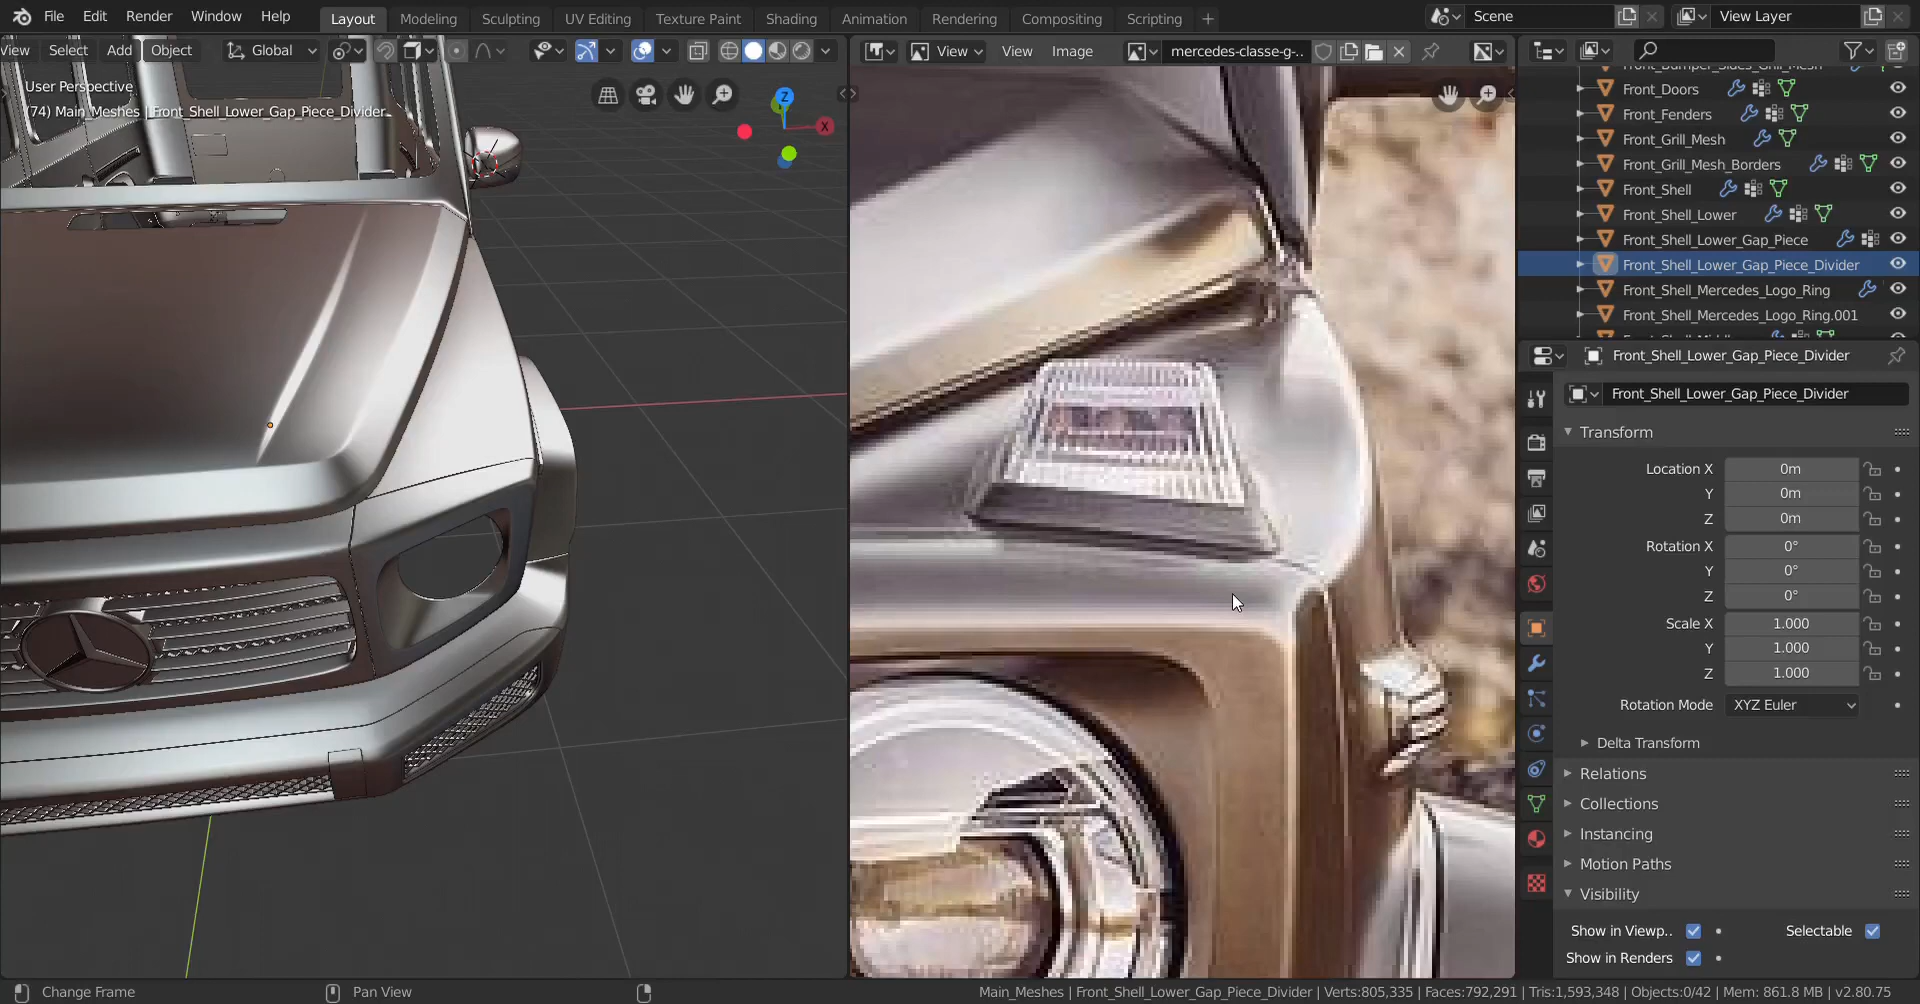 File Edit Render Window Help Layout Modeling Sculpting UV Editing Texture Paint Shading Animation Rendering Compositing Scripting + Scene View Layer
View Select Add Object Global View View Image mercedes-classe-g-..
User Perspective
(74) Main_Meshes | Front_Shell_Lower_Gap_Piece_Divider
Z
X
Front_Bumper_Sides_Grill_Mesh
Front_Doors
Front_Fenders
Front_Grill_Mesh
Front_Grill_Mesh_Borders
Front_Shell
Front_Shell_Lower
Front_Shell_Lower_Gap_Piece
Front_Shell_Lower_Gap_Piece_Divider
Front_Shell_Mercedes_Logo_Ring
Front_Shell_Mercedes_Logo_Ring.001
Front_Shell_Lower_Gap_Piece_Divider
Front_Shell_Lower_Gap_Piece_Divider
Transform
Location X 0m
Y 0m
Z 0m
Rotation X 0°
Y 0°
Z 0°
Scale X 1.000
Y 1.000
Z 1.000
Rotation Mode XYZ Euler
Delta Transform
Relations
Collections
Instancing
Motion Paths
Visibility
Show in Viewp.. Selectable
Show in Renders
Change Frame Pan View Main_Meshes | Front_Shell_Lower_Gap_Piece_Divider | Verts:805,335 | Faces:792,291 | Tris:1,593,348 | Objects:0/42 | Mem: 861.8 MB | v2.80.75